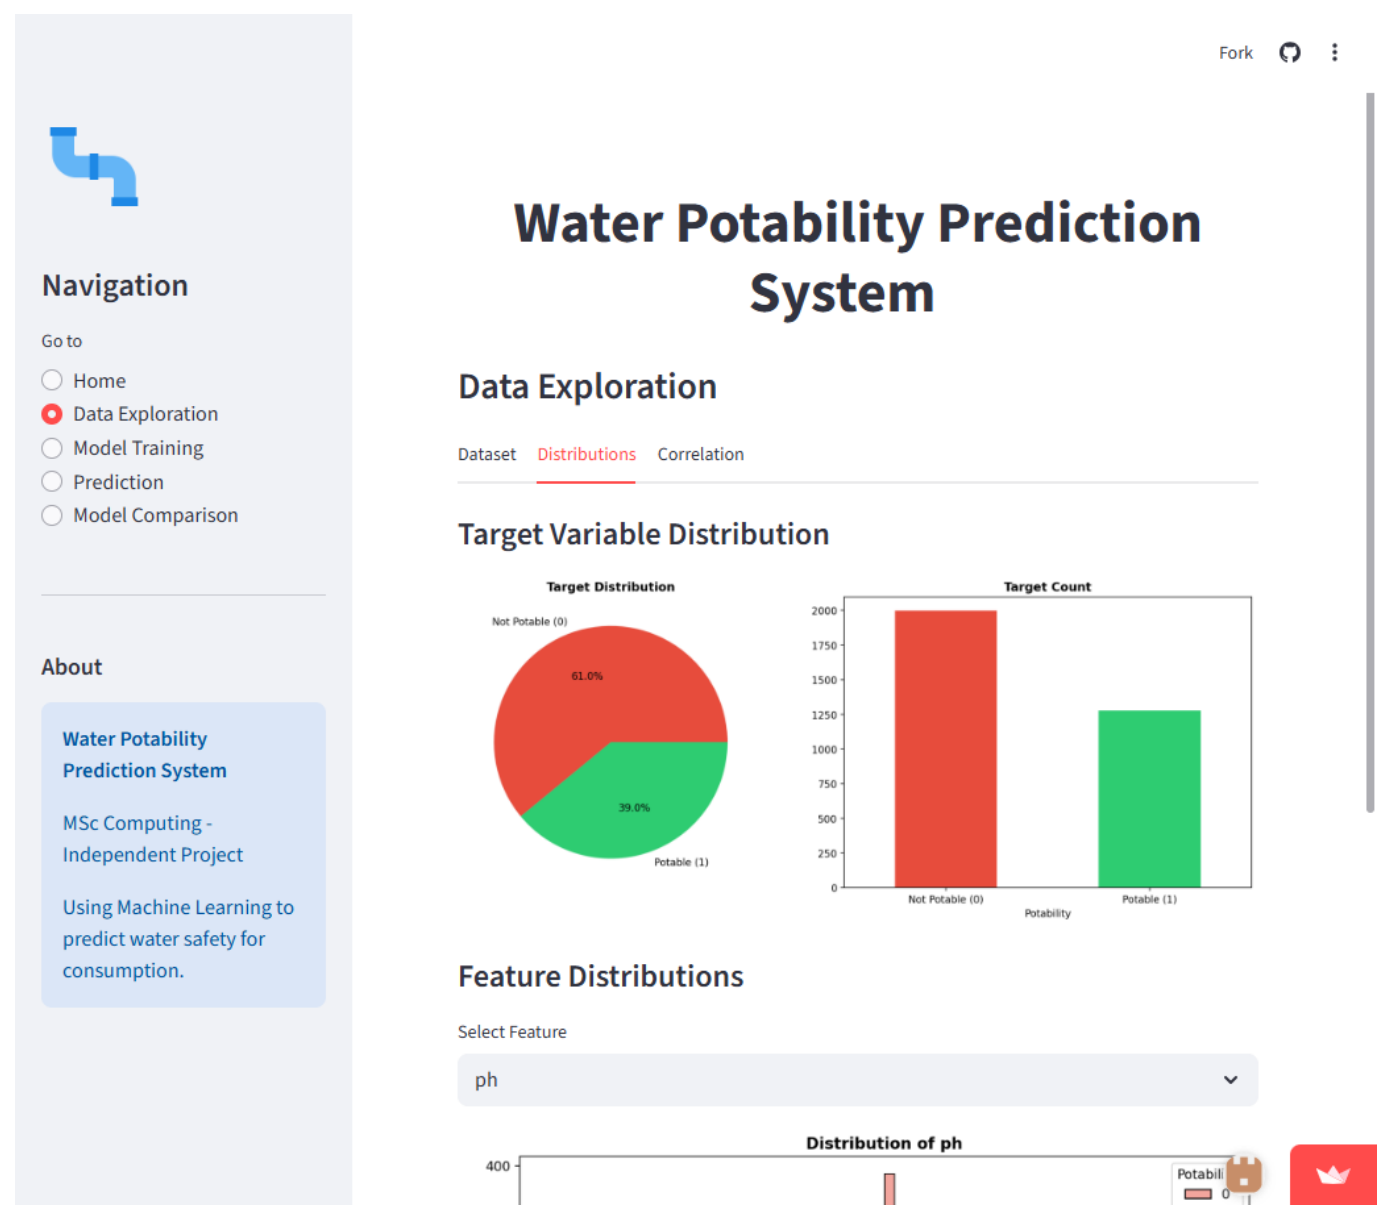 Fork
Navigation
Go to
Home
Data Exploration
Model Training
Prediction
Model Comparison
About
Water Potability
Prediction System
MSc Computing -
Independent Project
Using Machine Learning to
predict water safety for
consumption.
Water Potability Prediction
System
Data Exploration
Dataset Distributions Correlation
Target Variable Distribution
Target Distribution
Not Potable (0)
61.0%
39.0%
Potable (1)
Target Count
2000
1750
1500
1250
1000
750
500
250
0
Not Potable (0) Potable (1)
Potability
Feature Distributions
Select Feature
ph
Distribution of ph
400
Potabili
0